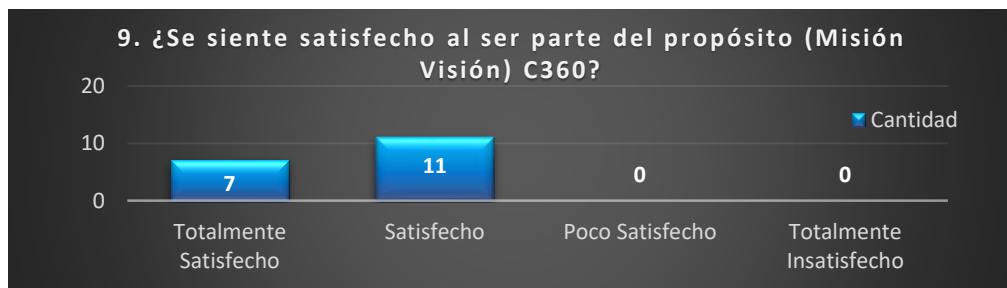 9. ¿Se siente satisfecho al ser parte del propósito (Misión
Visión) C360?
20
Cantidad
10
7
11
0
0
0
Totalmente
Satisfecho
Satisfecho
Poco Satisfecho
Totalmente
Insatisfecho